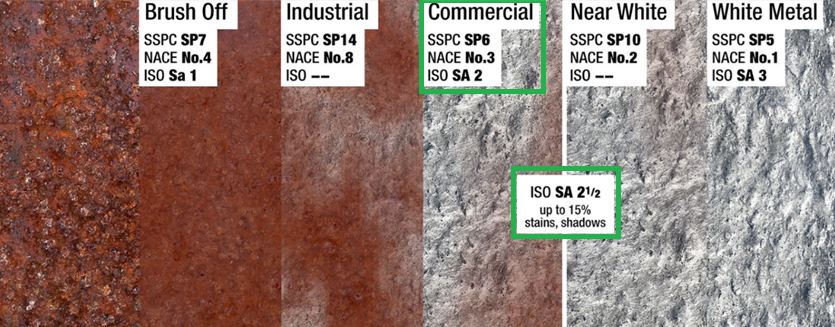 Brush Off
SSPC SP7
NACE No.4
ISO Sa 1
Industrial
SSPC SP14
NACE No.8
ISO ––
Commercial
SSPC SP6
NACE No.3
ISO SA 2
Near White
SSPC SP10
NACE No.2
ISO ––
White Metal
SSPC SP5
NACE No.1
ISO SA 3
ISO SA 21/2
up to 15%
stains, shadows